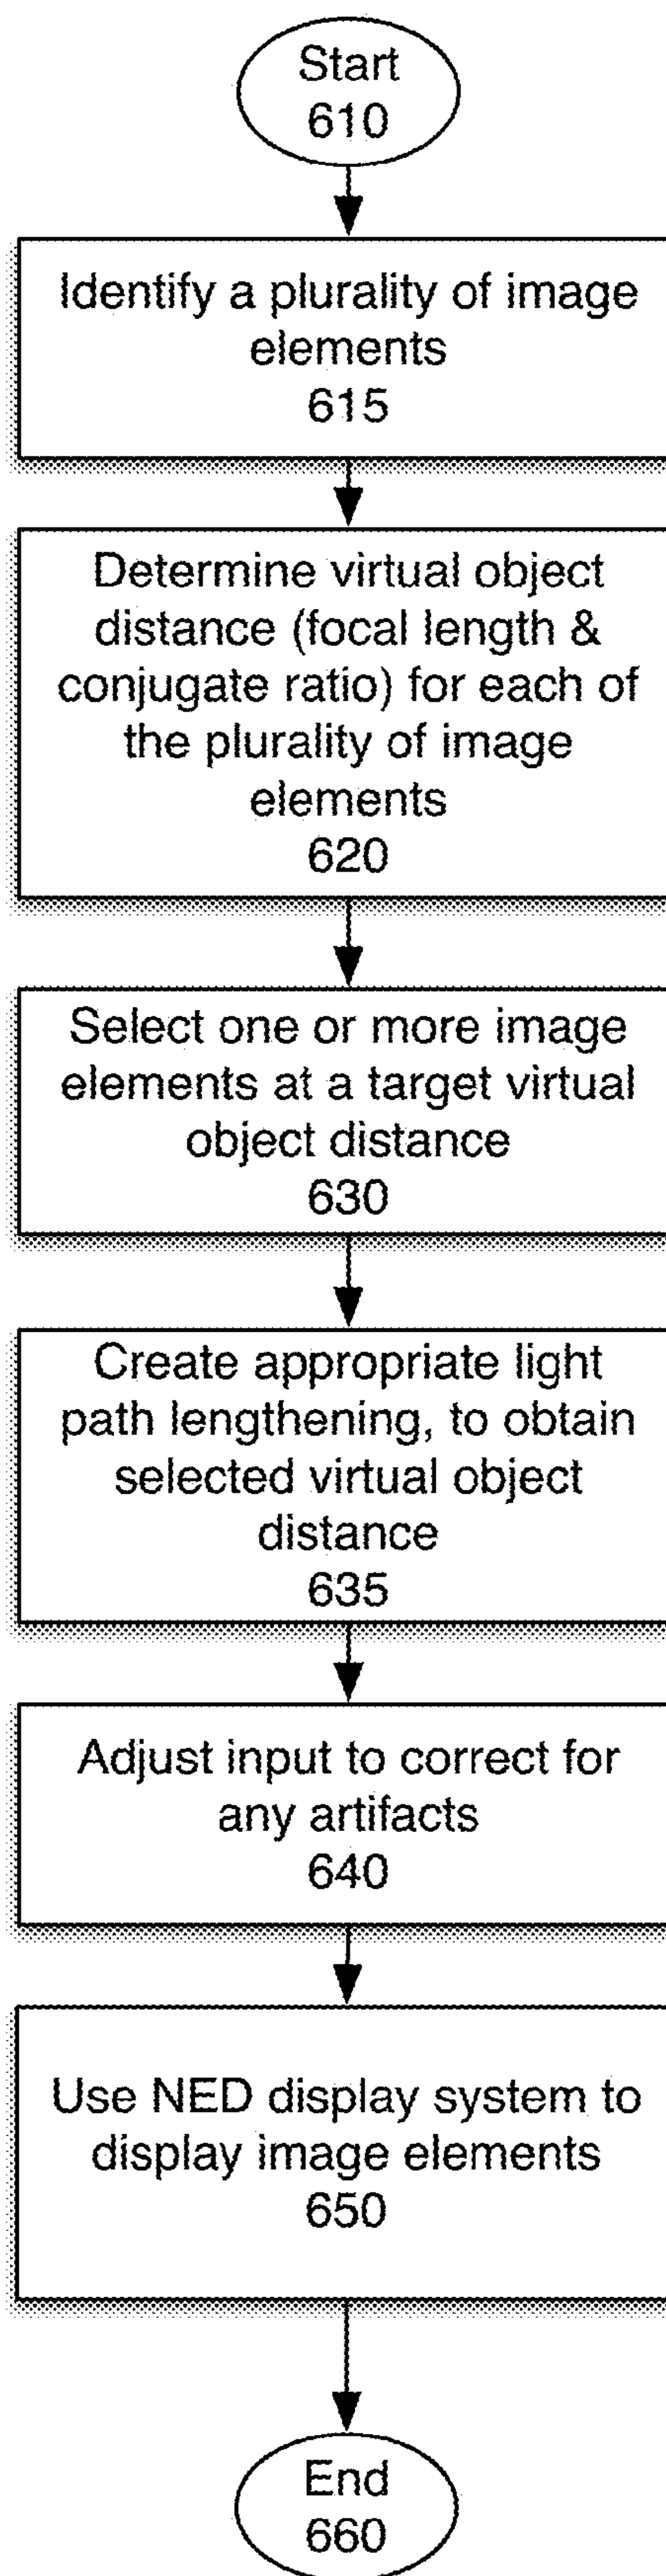 Start
610
Identify a plurality of image
elements
615
Determine virtual object
distance (focal length &
conjugate ratio) for each of
the plurality of image
elements
620
Select one or more image
elements at a target virtual
object distance
630
Create appropriate light
path lengthening, to obtain
selected virtual object
distance
635
Adjust input to correct for
any artifacts
640
Use NED display system to
display image elements
650
End
660